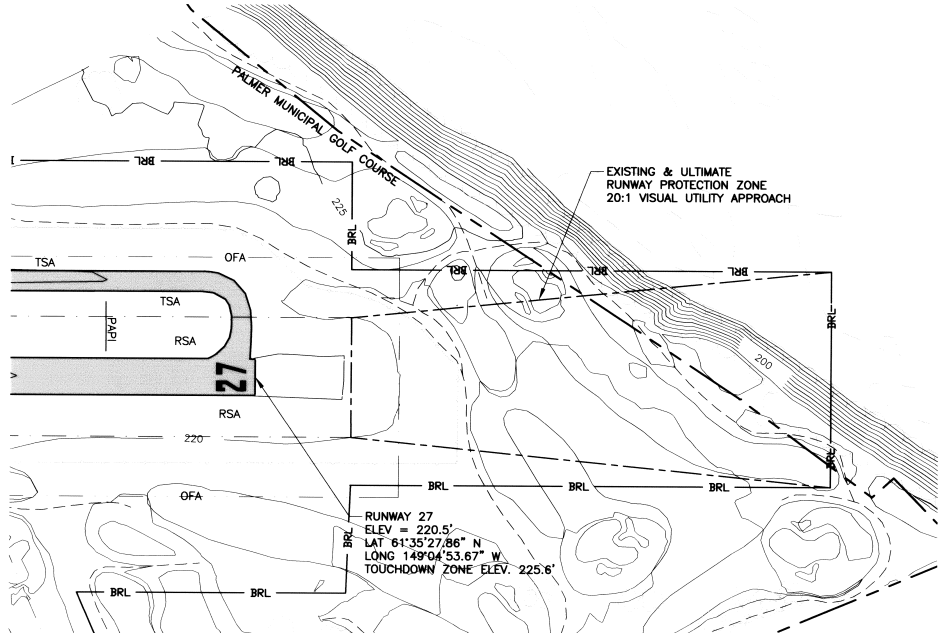 PALMER MUNICIPAL GOLF COURSE
BRL
BRL
EXISTING & ULTIMATE
RUNWAY PROTECTION ZONE
20:1 VISUAL UTILITY APPROACH
225
BRL
OFA
TSA
BRL
BRL
BRL
TSA
PAPI
BRL
RSA
200
27
RSA
220
BRL
BRL
BRL
BRL
OFA
RUNWAY 27
ELEV = 220.5'
LAT 61°35'27.86" N
BRL
LONG 149°04'53.67" W
TOUCHDOWN ZONE ELEV. 225.6'
BRL
BRL